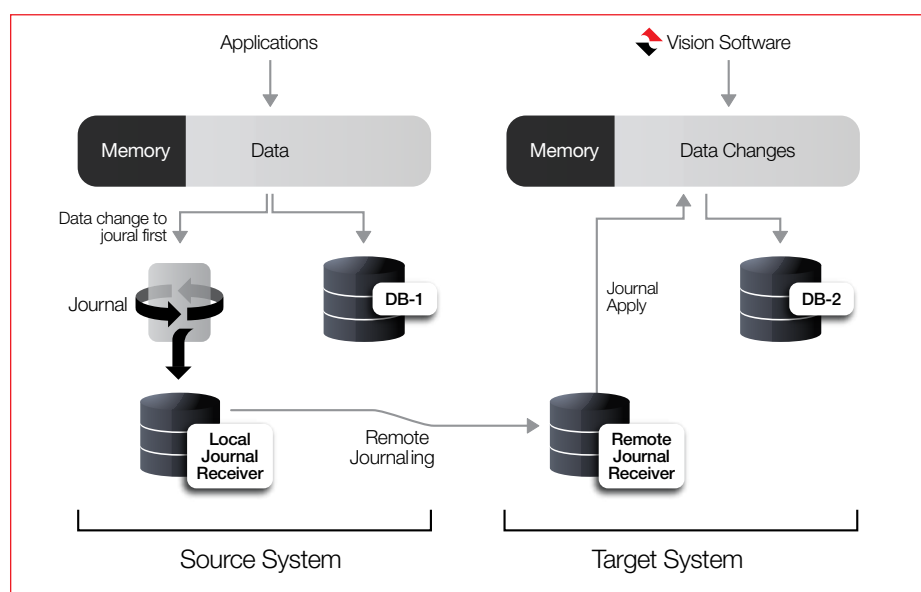 Applications
Memory
Data
Data change to
joural first
Journal
DB-1
Local
Journal
Receiver
Remote
Journaling
Source System
Vision Software
Memory
Data Changes
Journal
Apply
DB-2
Remote
Journal
Receiver
Target System